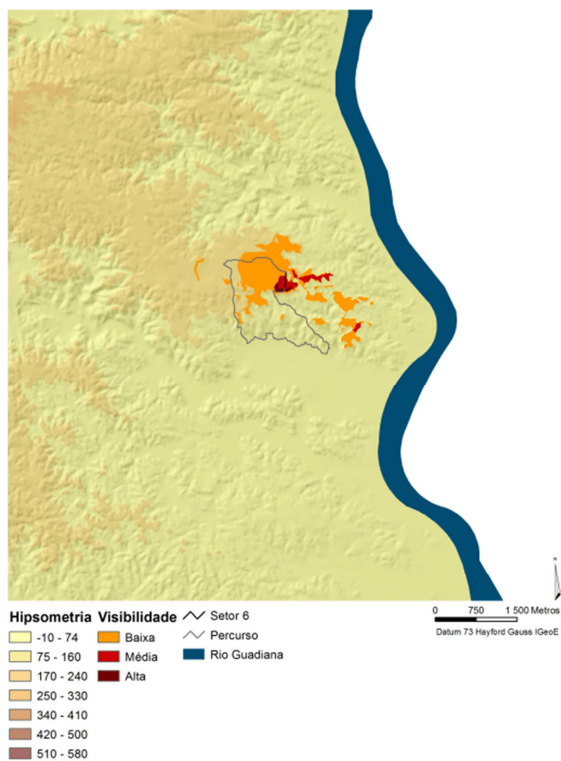 N
0 750 1 500 Metros
Datum 73 Hayford Gauss IGeoE
Hipsometria
-10 - 74
75 - 160
170 - 240
250 - 330
340 - 410
420 - 500
510 - 580
Visibilidade
Baixa
Média
Alta
Setor 6
Percurso
Rio Guadiana